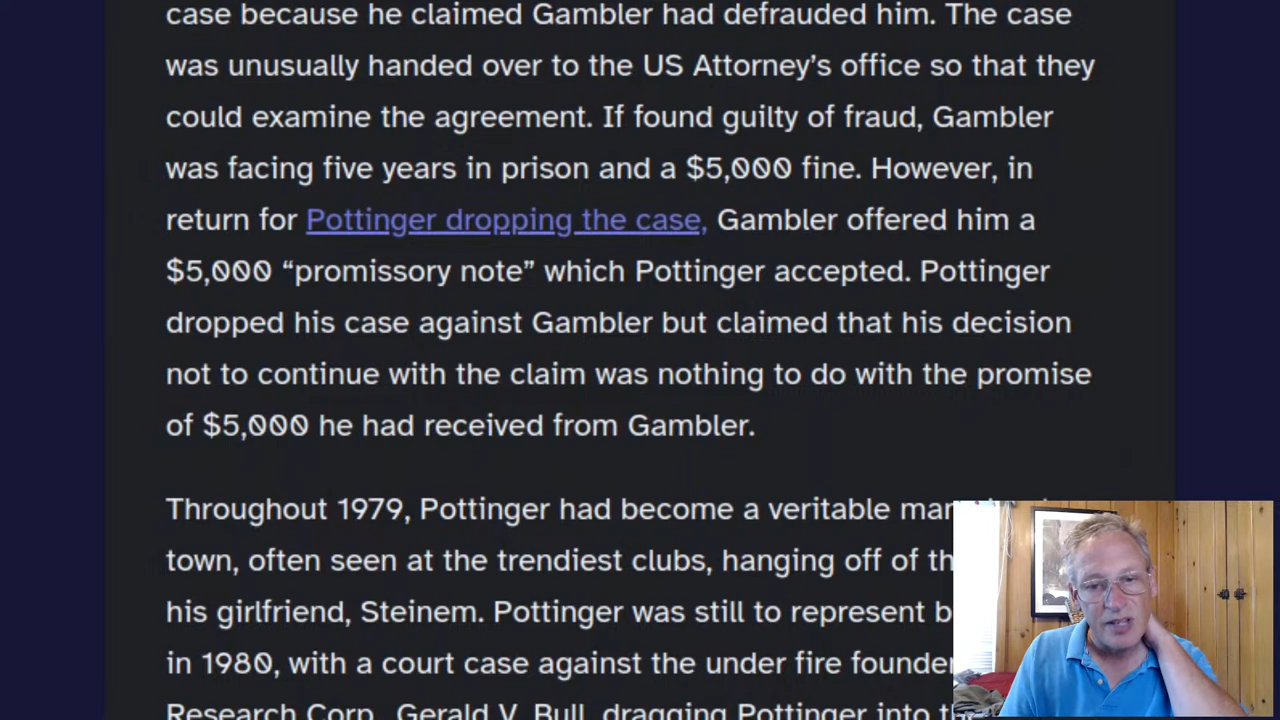 case because he claimed Gambler had defrauded him. The case
was unusually handed over to the US Attorney’s office so that they
could examine the agreement. If found guilty of fraud, Gambler
was facing five years in prison and a $5,000 fine. However, in
return for Pottinger dropping the case, Gambler offered him a
$5,000 “promissory note” which Pottinger accepted. Pottinger
dropped his case against Gambler but claimed that his decision
not to continue with the claim was nothing to do with the promise
of $5,000 he had received from Gambler.
Throughout 1979, Pottinger had become a veritable
town, often seen at the trendiest clubs, hanging off of
his girlfriend, Steinem. Pottinger was still to represent
in 1980, with a court case against the under fire
Research Corp., Gerald V. Bull, dragging Pottinger into